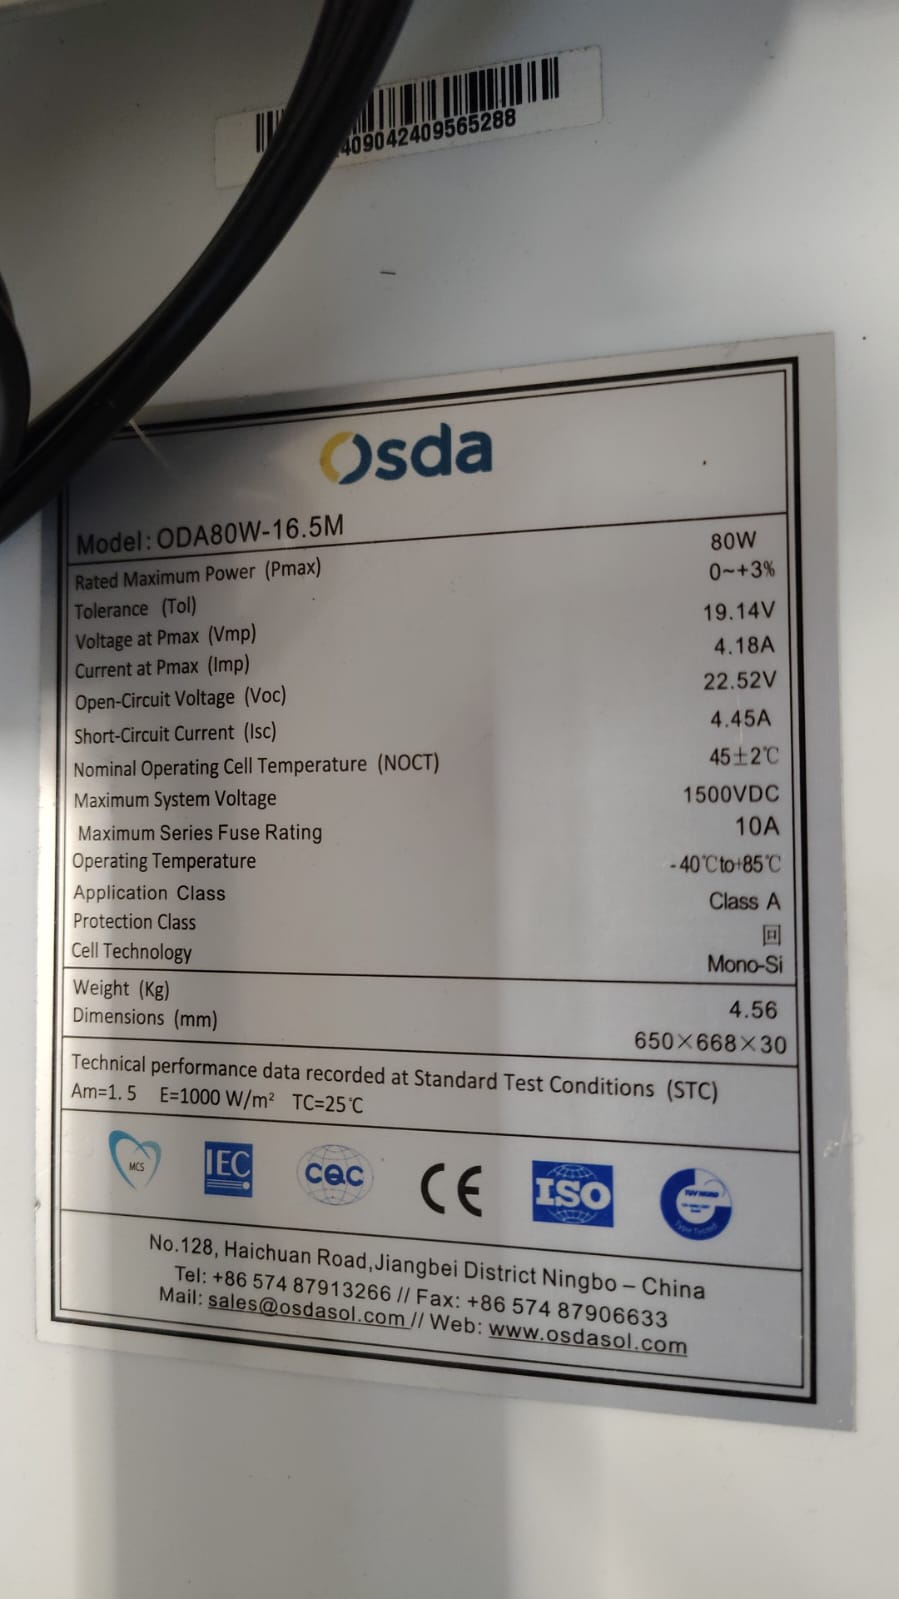 409042409565288
Osda
Model: ODA80W-16.5M
Rated Maximum Power (Pmax) 80W
Tolerance (Tol) 0~+3%
Voltage at Pmax (Vmp) 19.14V
Current at Pmax (Imp) 4.18A
Open-Circuit Voltage (Voc) 22.52V
Short-Circuit Current (Isc) 4.45A
Nominal Operating Cell Temperature (NOCT) 45±2℃
Maximum System Voltage 1500VDC
Maximum Series Fuse Rating 10A
Operating Temperature -40℃to+85℃
Application Class Class A
Protection Class
Cell Technology Mono-Si
Weight (Kg) 4.56
Dimensions (mm) 650×668×30
Technical performance data recorded at Standard Test Conditions (STC)
Am=1.5 E=1000 W/m² TC=25℃
MCS IEC CQC CE ISO TUV NORD
Type Tested
No.128, Haichuan Road,Jiangbei District Ningbo – China
Tel: +86 574 87913266 // Fax: +86 574 87906633
Mail: sales@osdasol.com // Web: www.osdasol.com